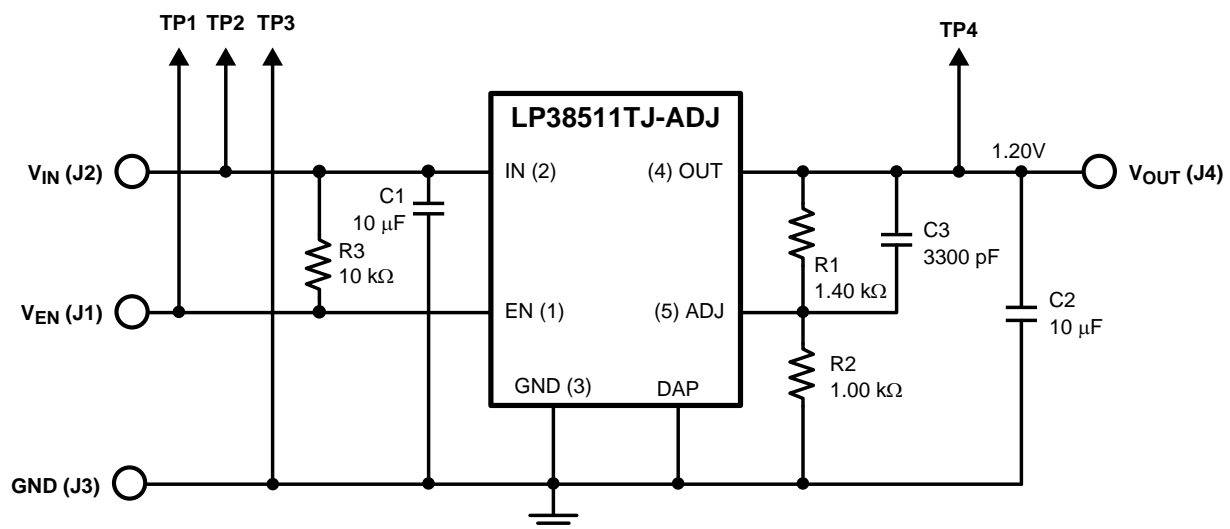 TP1 TP2 TP3
TP4
LP38511TJ-ADJ
V_IN (J2)
IN (2)
(4) OUT
1.20V
V_OUT (J4)
C1
10 μF
R3
10 kΩ
R1
1.40 kΩ
C3
3300 pF
V_EN (J1)
EN (1)
(5) ADJ
C2
10 μF
R2
1.00 kΩ
GND (3)
DAP
GND (J3)